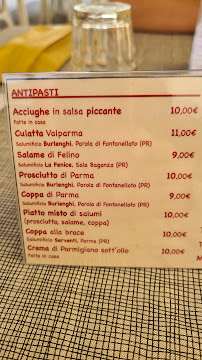 ANTIPASTI
Acciughe in salsa piccante 10,00€
Fatte in casa
Culatta Valparma 11,00€
Salumificio Burlenghi, Parola di Fontanellato (PR)
Salame di Felino 9,00€
Salumificio La Fenice, Sala Baganza (PR)
Prosciutto di Parma 10,00€
Salumificio Burlenghi, Parola di Fontanellato (PR)
Coppa di Parma 9,00€
Salumificio Burlenghi, Parola di Fontanellato (PR)
Piatto misto di salumi 10,00€
(prosciutto, salame, coppa)
Coppa alla brace 10,00€
Salumificio Serventi, Parma (PR)
Crema di Parmigiano sott'olio 10,00€
Fatta in casa